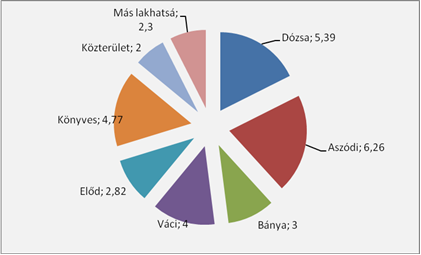 Más lakhatsá;
2,3
Dózsa; 5,39
Közterület; 2
Könyves; 4,77
Aszódi; 6,26
Előd; 2,82
Váci; 4
Bánya; 3